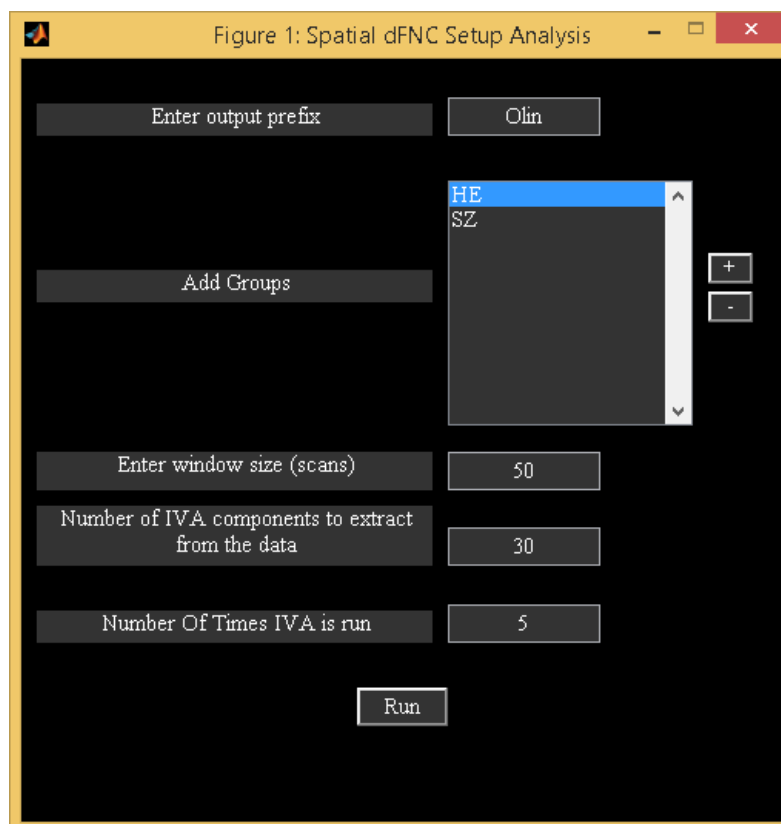 Figure 1: Spatial dFNC Setup Analysis
Enter output prefix
Olin
Add Groups
HE
SZ
+
-
Enter window size (scans)
50
Number of IVA components to extract
from the data
30
Number Of Times IVA is run
5
Run